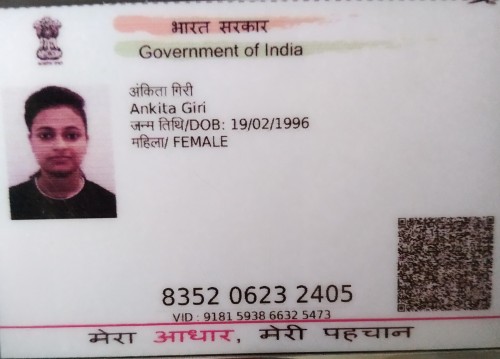 भारत सरकार
Government of India
अंकिता गिरी
Ankita Giri
जन्म तिथि/DOB: 19/02/1996
महिला/ FEMALE
8352 0623 2405
VID : 9181 5938 6632 5473
मेरा आधार, मेरी पहचान